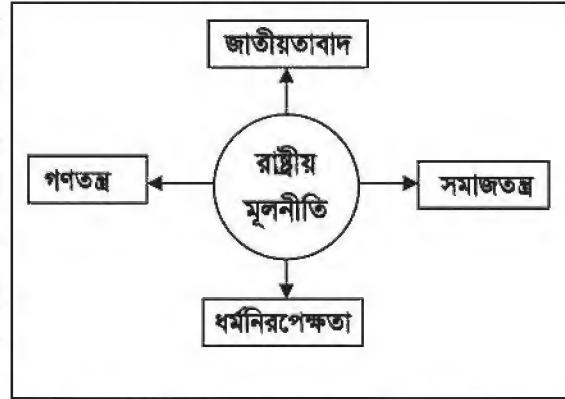 জাতীয়তাবাদ
গণতন্ত্র
রাষ্ট্রীয়
মূলনীতি
সমাজতন্ত্র
ধর্মনিরপেক্ষতা